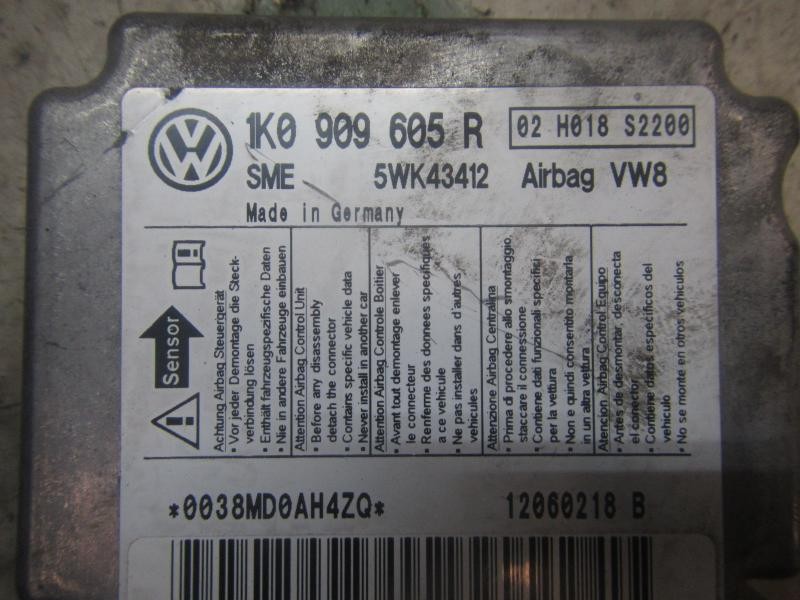 1K0 909 605 R
02 H018 S2200
SME 5WK43412 Airbag VW8
Made in Germany
Sensor
Achtung Airbag Steuergerät
• Vor jeder Demontage die Steck-
verbindung lösen
• Enthält fahrzeugspezifische Daten
• Nie in andere Fahrzeuge einbauen
Attention Airbag Control Unit
• Before any disassembly
detach the connector
• Contains specific vehicle data
• Never install in another car
Attention Airbag Controle Boitier
• Avant tout demontage enlever
le connecteur
• Renferme des donnees specifiques
a ce véhicule
• Ne pas installer dans d'autres
véhicules
Attenzione Airbag Centralina
• Prima di procedere allo smontaggio
staccare il connessione
• Contiene dati funzionali specifici
per la vettura
• Non e quindi consentito montarla
in un altra vettura
Atencion Airbag Control Equipo
• Antes de desmontar, desconecta
el conector
• Contiene datos específicos del
vehículo
• No se monte en otros vehículos
*0038MD0AH4ZQ*
12060218 B